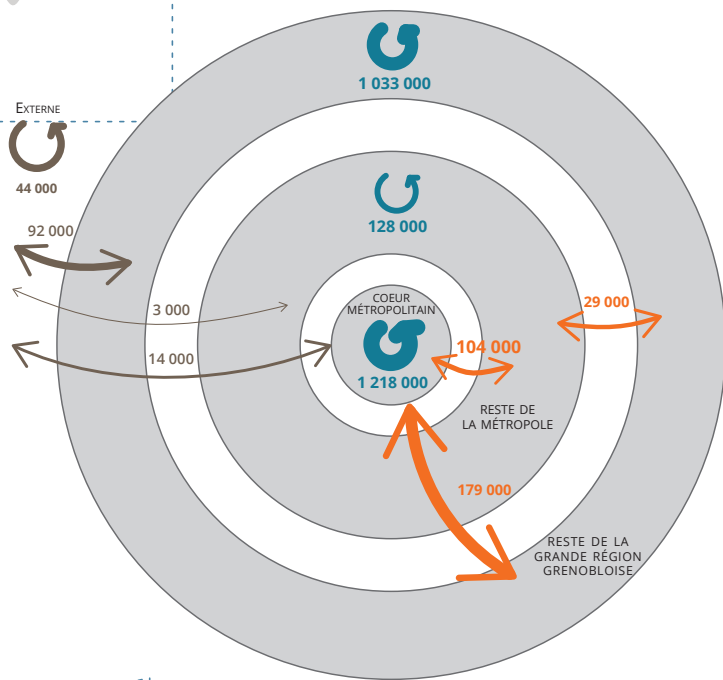 1 033 000
EXTERNE
44 000
128 000
92 000
COEUR
MÉTROPOLITAIN
29 000
3 000
104 000
14 000
1 218 000
RESTE DE
LA MÉTROPOLE
179 000
RESTE DE LA
GRANDE RÉGION
GRENOBLOISE